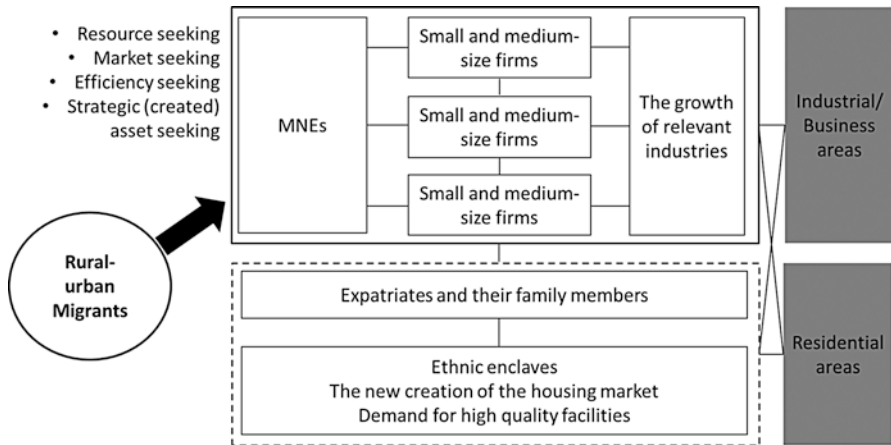 • Resource seeking
• Market seeking
• Efficiency seeking
• Strategic (created)
asset seeking
MNEs
Small and medium-
size firms
Small and medium-
size firms
Small and medium-
size firms
The growth
of relevant
industries
Industrial/
Business
areas
Rural-
urban
Migrants
Expatriates and their family members
Ethnic enclaves
The new creation of the housing market
Demand for high quality facilities
Residential
areas